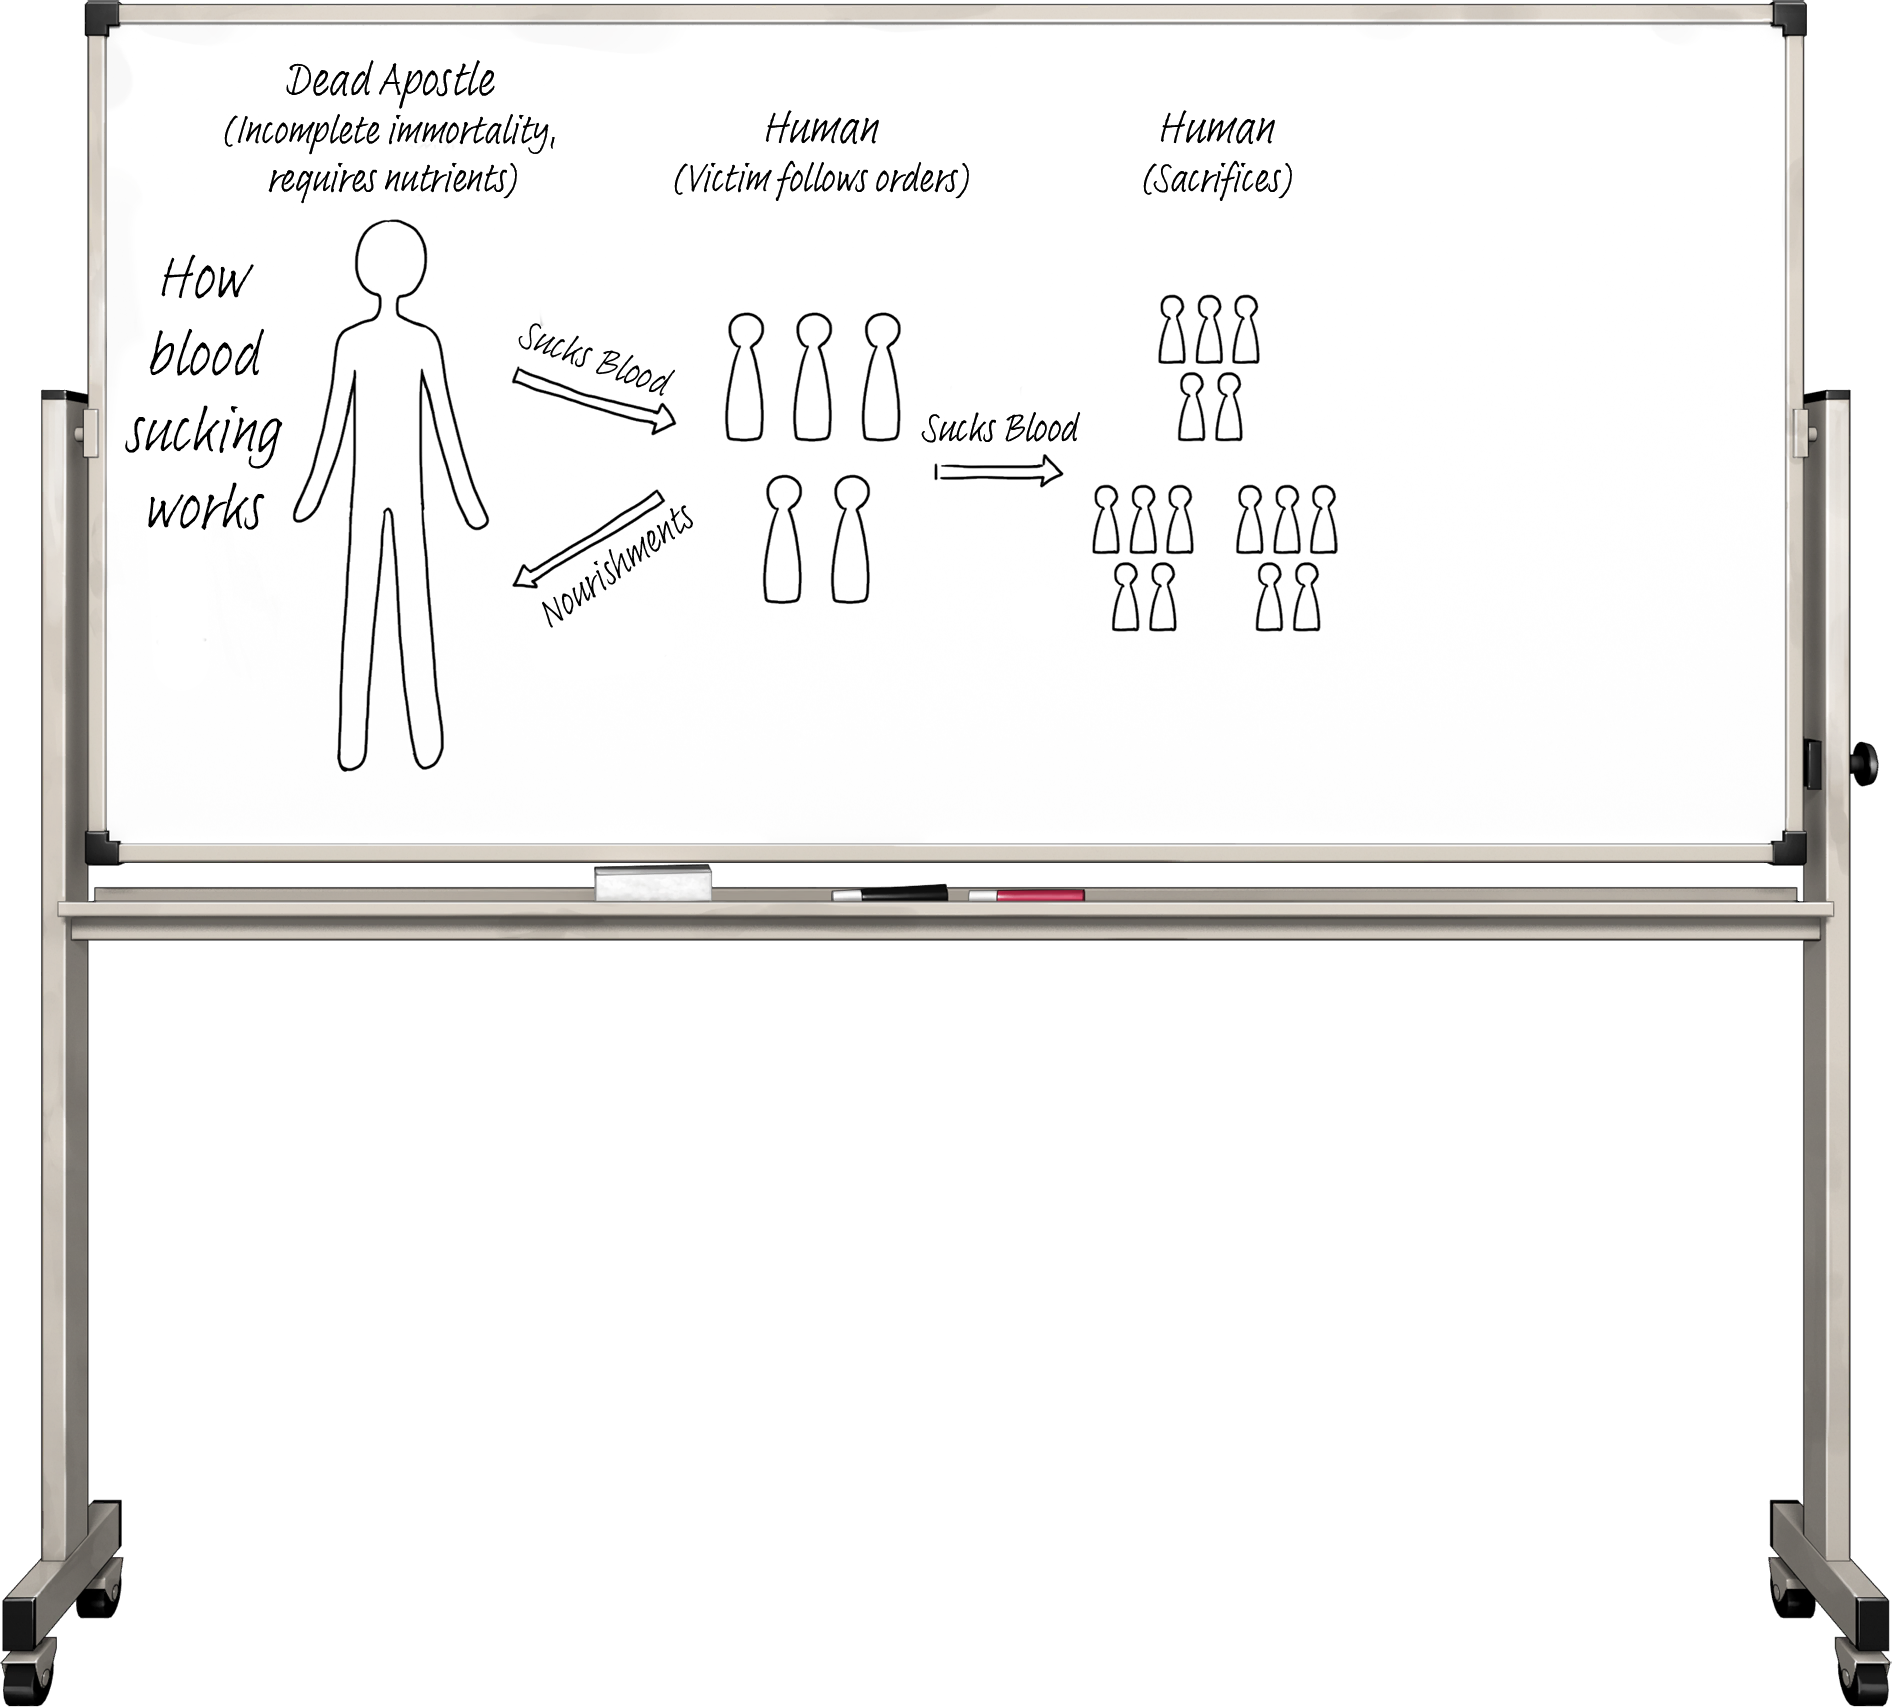 How
blood
sucking
works
Dead Apostle
(Incomplete immortality,
requires nutrients)
Sucks Blood
Nourishments
Human
(Victim follows orders)
Sucks Blood
Human
(Sacrifices)